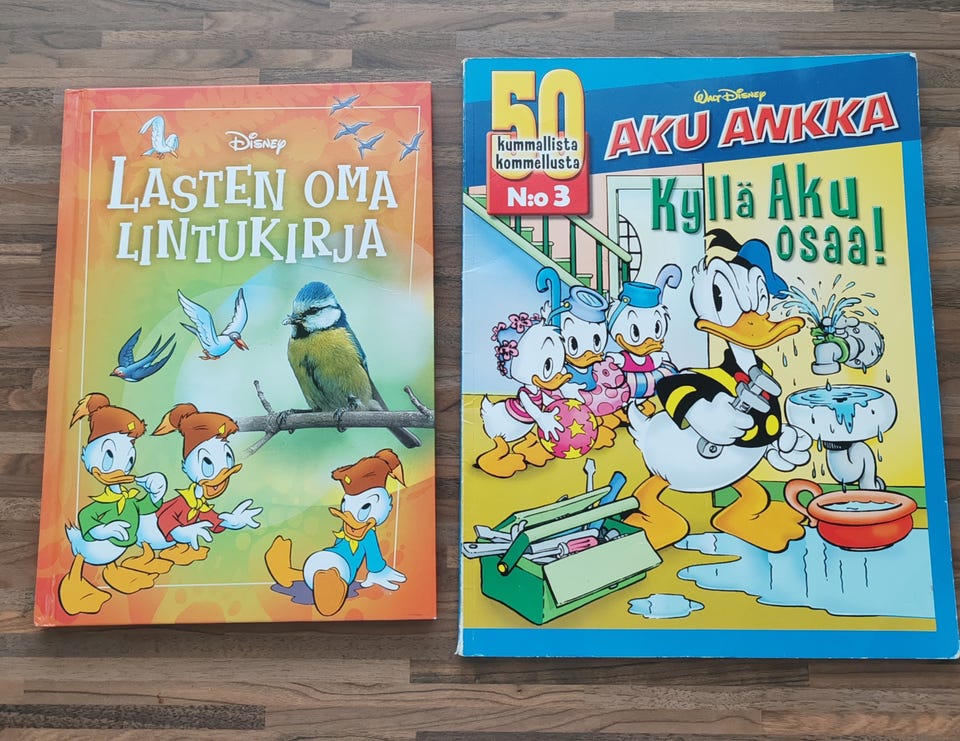 Disney
LASTEN OMA
LINTUKIRJA
50
kummallista
kommellusta
N:o 3
WALT DISNEY
AKU ANKKA
Kyllä Aku
osaa!